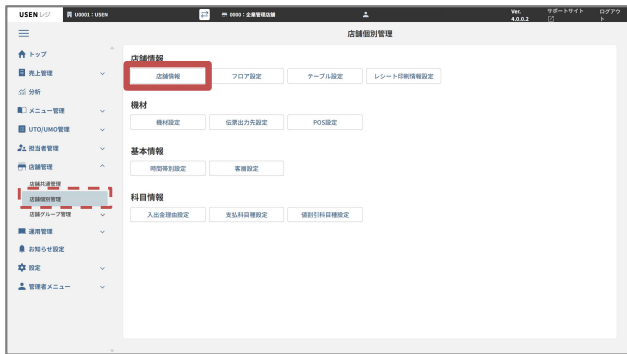 USEN レジ
U0001：USEN
0000：企業管理店舗
Ver. 4.0.0.2
サポートサイト
ログアウト
店舗個別管理
トップ
売上管理
分析
メニュー管理
UTO/UMO管理
担当者管理
店舗管理
店舗共通管理
店舗個別管理
店舗グループ管理
運用管理
お知らせ設定
設定
管理者メニュー
店舗情報
店舗情報
フロア設定
テーブル設定
レシート印刷情報設定
機材
機材設定
伝票出力先設定
POS設定
基本情報
時間帯別設定
客層設定
科目情報
入出金理由設定
支払科目種設定
値割引科目種設定